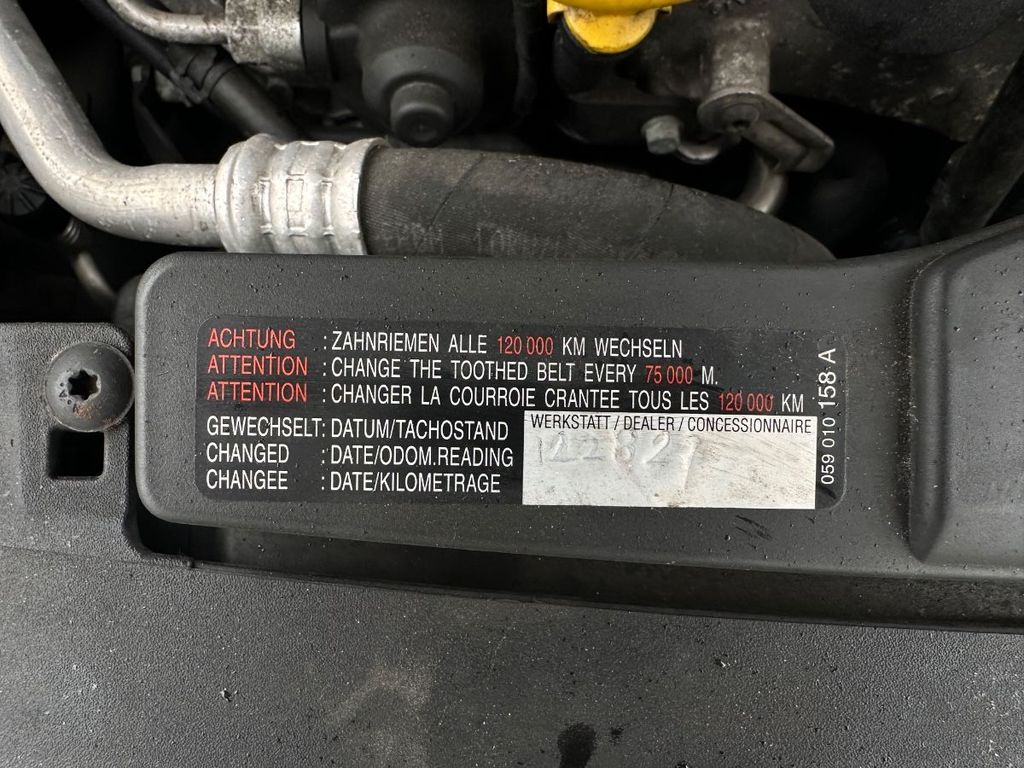 ACHTUNG : ZAHNRIEMEN ALLE 120 000 KM WECHSELN
ATTENTION : CHANGE THE TOOTHED BELT EVERY 75 000 M.
ATTENTION : CHANGER LA COURROIE CRANTEE TOUS LES 120 000 KM
WERKSTATT / DEALER / CONCESSIONNAIRE
GEWECHSELT : DATUM/TACHOSTAND
CHANGED : DATE/ODOM.READING
CHANGEE : DATE/KILOMETRAGE
122827
059 010 158 A